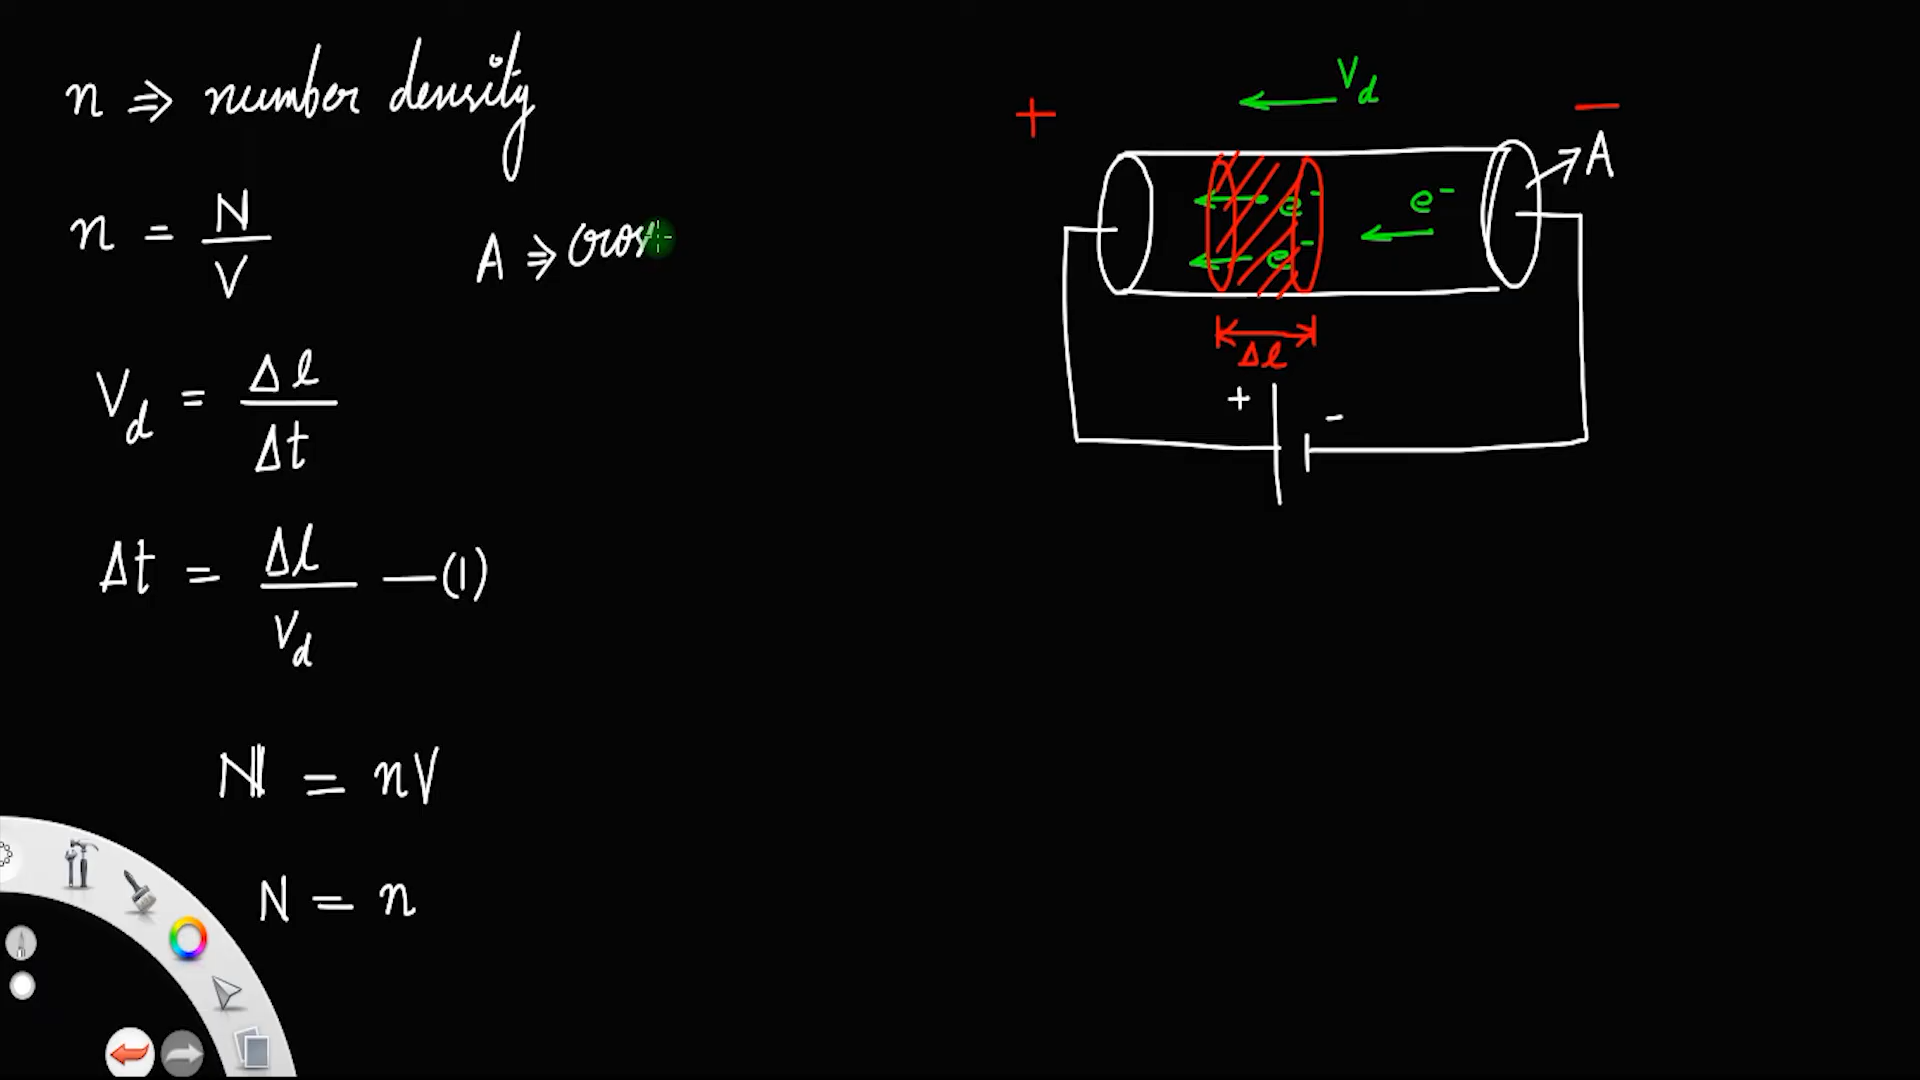 n ⇒ number density
n = N/V
A ⇒ cros
V_d = Δl/Δt
Δt = Δl/V_d —(1)
N = nV
N = n
V_d
+ −
A
e⁻ e⁻
e⁻
Δl
+ -